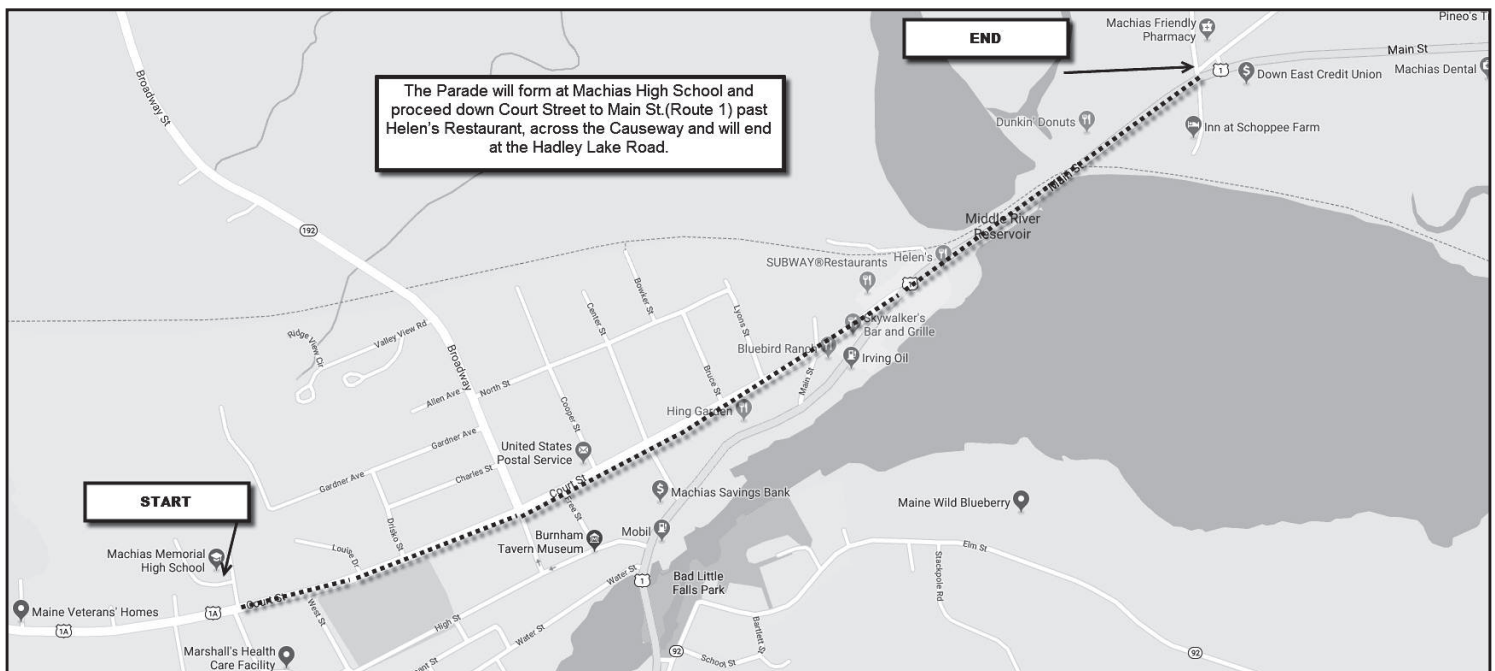 END
Machias Friendly
Pharmacy
Pineo's T
Main St
1
Down East Credit Union
Machias Dental
Broadway St
The Parade will form at Machias High School and
proceed down Court Street to Main St.(Route 1) past
Helen's Restaurant, across the Causeway and will end
at the Hadley Lake Road.
Dunkin' Donuts
Inn at Schoppee Farm
Main St
192
Middle River
Reservoir
SUBWAY®Restaurants
Helen's
Bowker St
Center St
Lyons St
Skywalker's
Bar and Grille
Ridge View Cir
Valley View Rd
Bluebird Ranch
Irving Oil
Broadway
Bruce St
Main St
Allen Ave
North St
Cooper St
Hing Garden
Gardner Ave
United States
Postal Service
Gardner Ave
Charles St
Court St
START
Machias Savings Bank
Maine Wild Blueberry
Free St
Drisko St
Burnham
Tavern Museum
Mobil
Louise Dr
Machias Memorial
High School
Elm St
Stackpole Rd
Water St
1
Bad Little
Falls Park
Court St
Maine Veterans' Homes
1A
1A
West St
High St
Water St
Bartlett St
Marshall's Health
Care Facility
92
School St
92